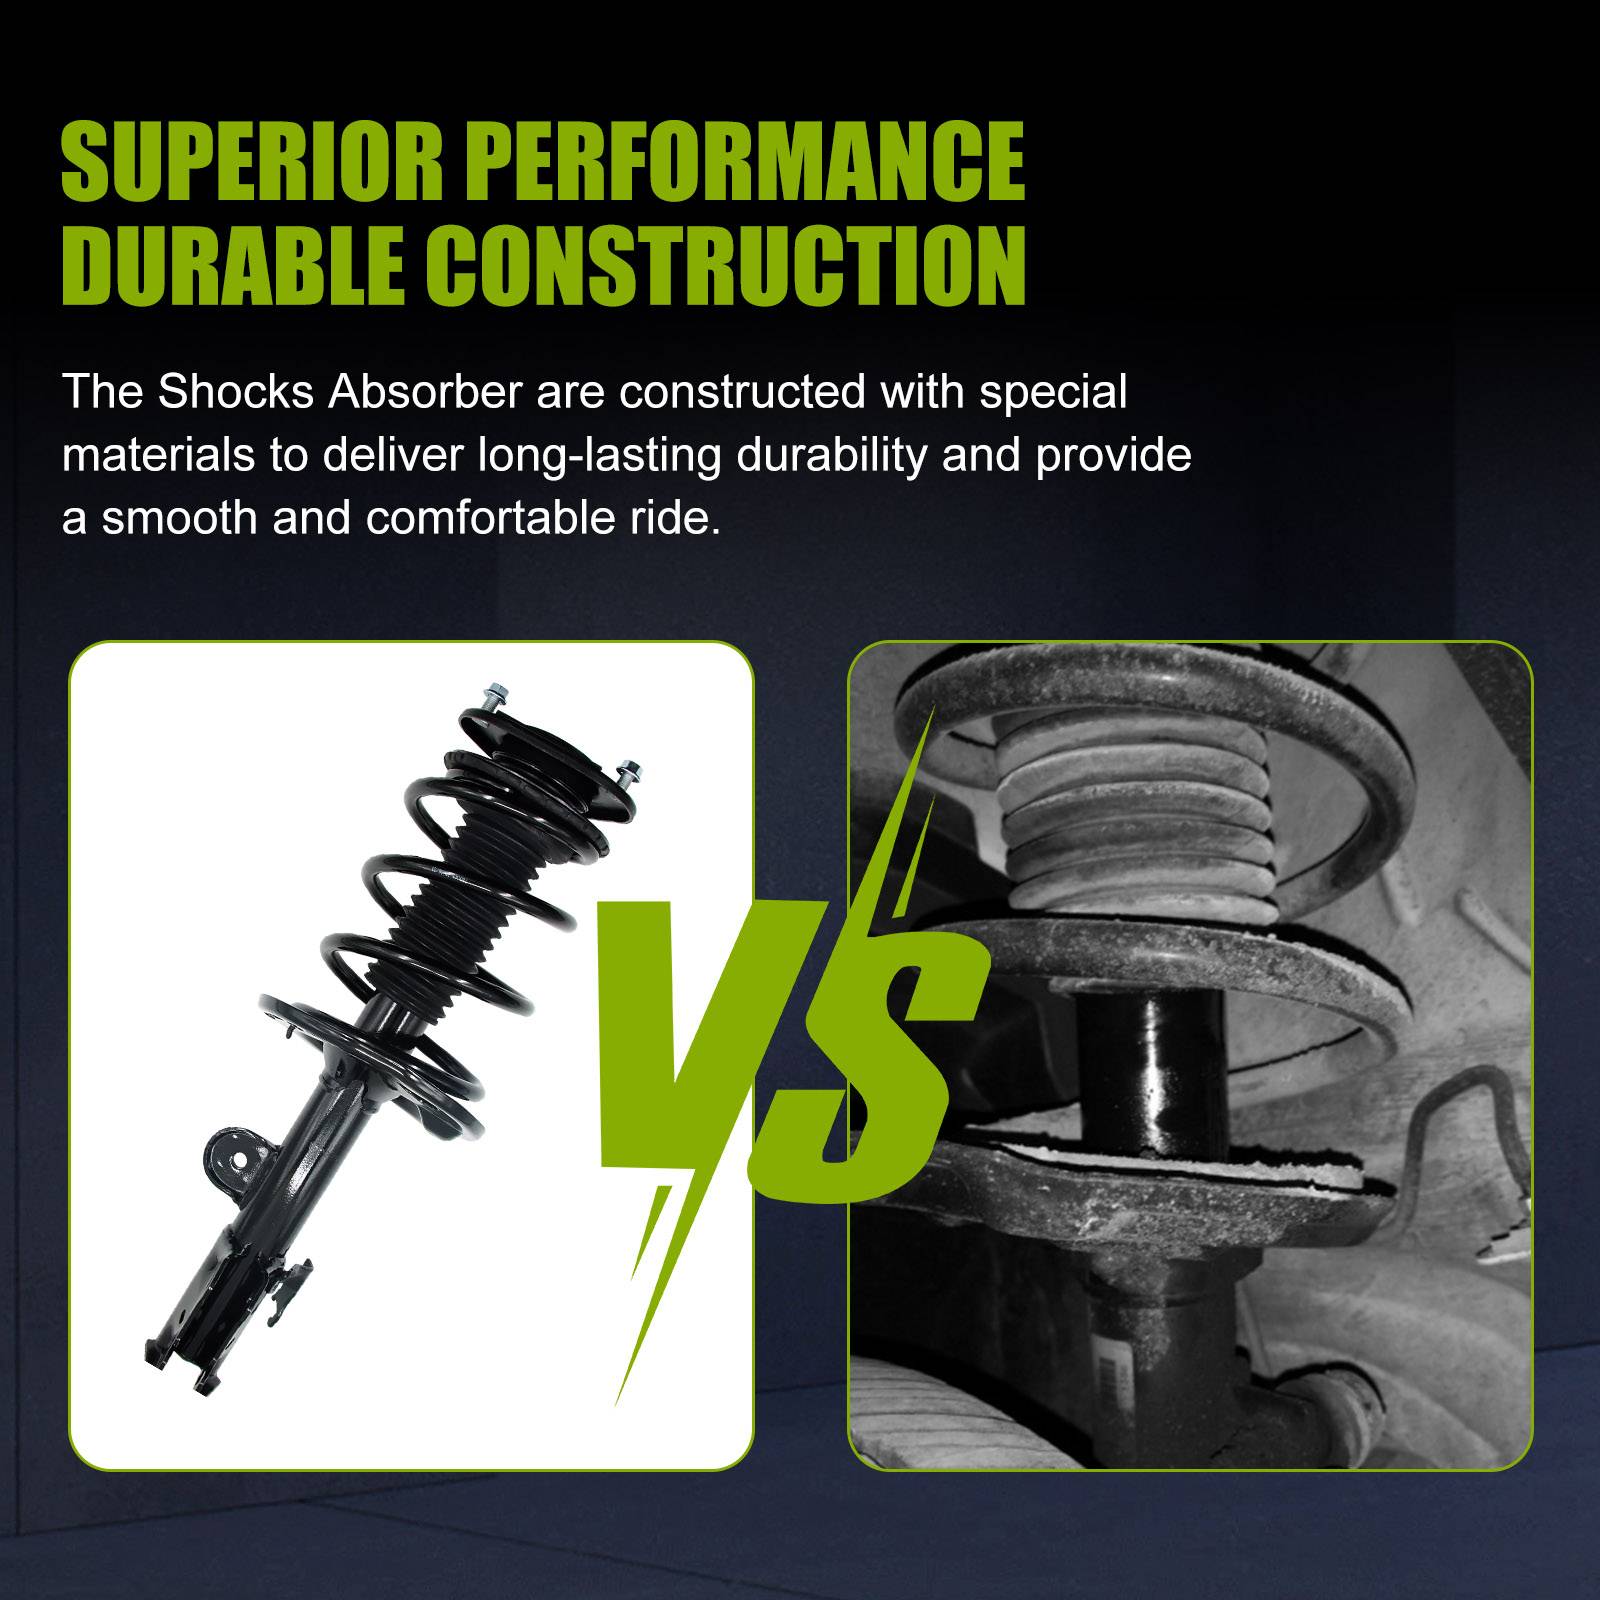 SUPERIOR PERFORMANCE
DURABLE CONSTRUCTION
The Shocks Absorber are constructed with special
materials to deliver long-lasting durability and provide
a smooth and comfortable ride.
VS